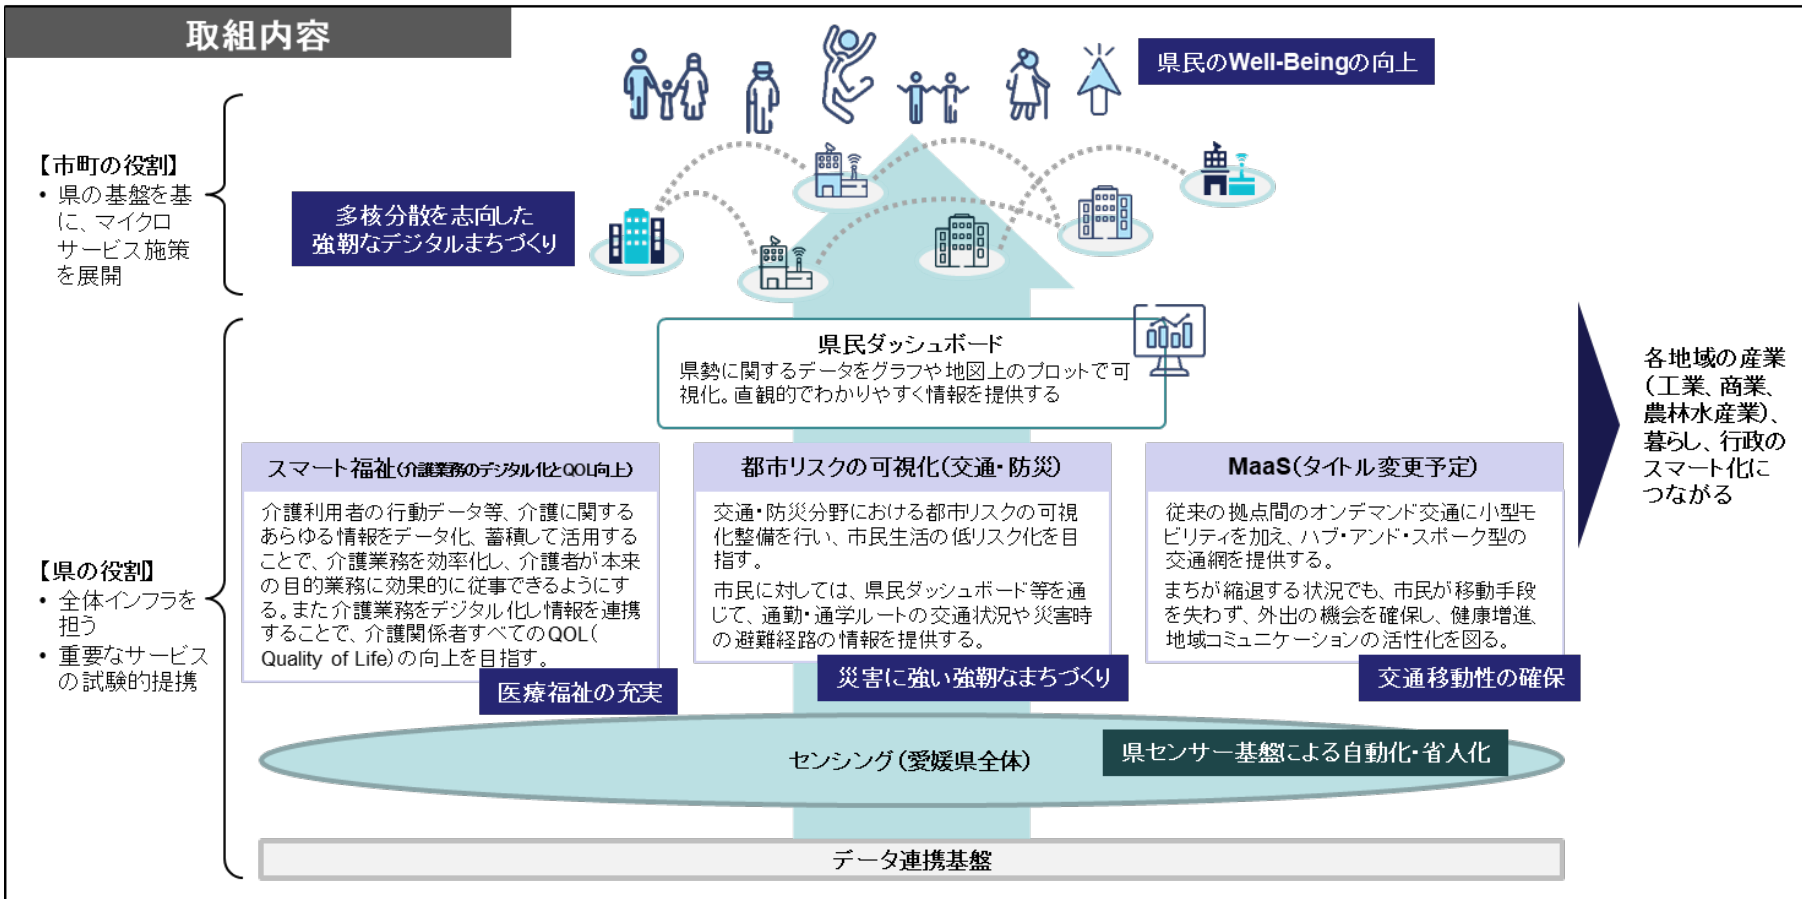 取組内容
県民のWell-Beingの向上
【市町の役割】
• 県の基盤を基
に、マイクロ
サービス施策
を展開
多核分散を志向した
強靭なデジタルまちづくり
県民ダッシュボード
県勢に関するデータをグラフや地図上のプロットで可
視化。直観的でわかりやすく情報を提供する
各地域の産業
（工業、商業、
農林水産業）、
暮らし、行政の
スマート化に
つながる
【県の役割】
• 全体インフラを
担う
• 重要なサービス
の試験的提携
スマート福祉（介護業務のデジタル化とQOL向上）
介護利用者の行動データ等、介護に関する
あらゆる情報をデータ化、蓄積して活用する
ことで、介護業務を効率化し、介護者が本来
の目的業務に効果的に従事できるようにす
る。また介護業務をデジタル化し情報を連携
することで、介護関係者すべてのQOL（
Quality of Life）の向上を目指す。
医療福祉の充実
都市リスクの可視化（交通・防災）
交通・防災分野における都市リスクの可視
化整備を行い、市民生活の低リスク化を目
指す。
市民に対しては、県民ダッシュボード等を通
じて、通勤・通学ルートの交通状況や災害時
の避難経路の情報を提供する。
災害に強い強靭なまちづくり
MaaS（タイトル変更予定）
従来の拠点間のオンデマンド交通に小型モ
ビリティを加え、ハブ・アンド・スポーク型の
交通網を提供する。
まちが縮退する状況でも、市民が移動手段
を失わず、外出の機会を確保し、健康増進、
地域コミュニケーションの活性化を図る。
交通移動性の確保
センシング（愛媛県全体）
県センサー基盤による自動化・省人化
データ連携基盤